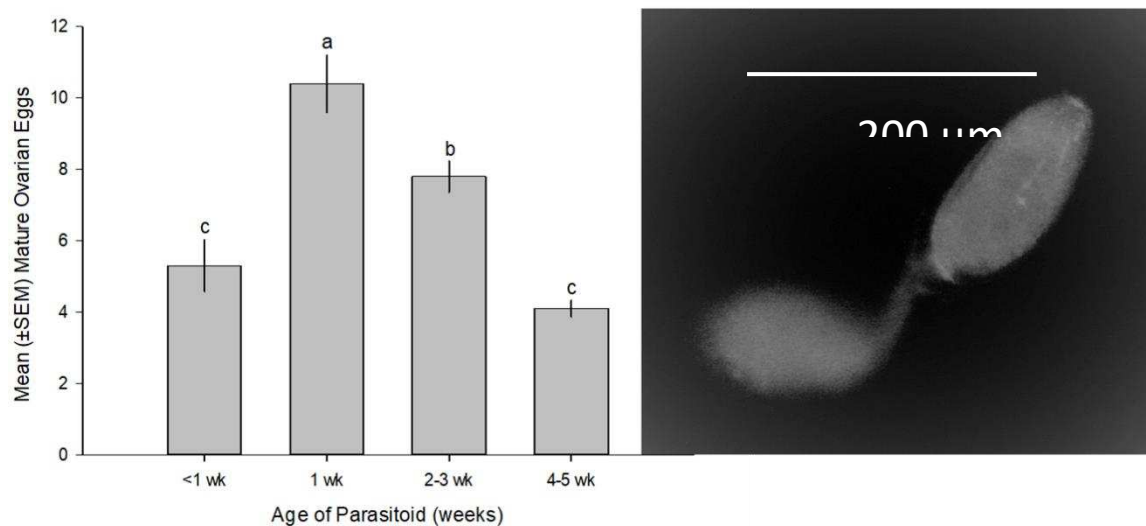 Mean (±SEM) Mature Ovarian Eggs
12
10
8
6
4
2
0
c
a
b
c
<1 wk
1 wk
2-3 wk
4-5 wk
Age of Parasitoid (weeks)
200 µm